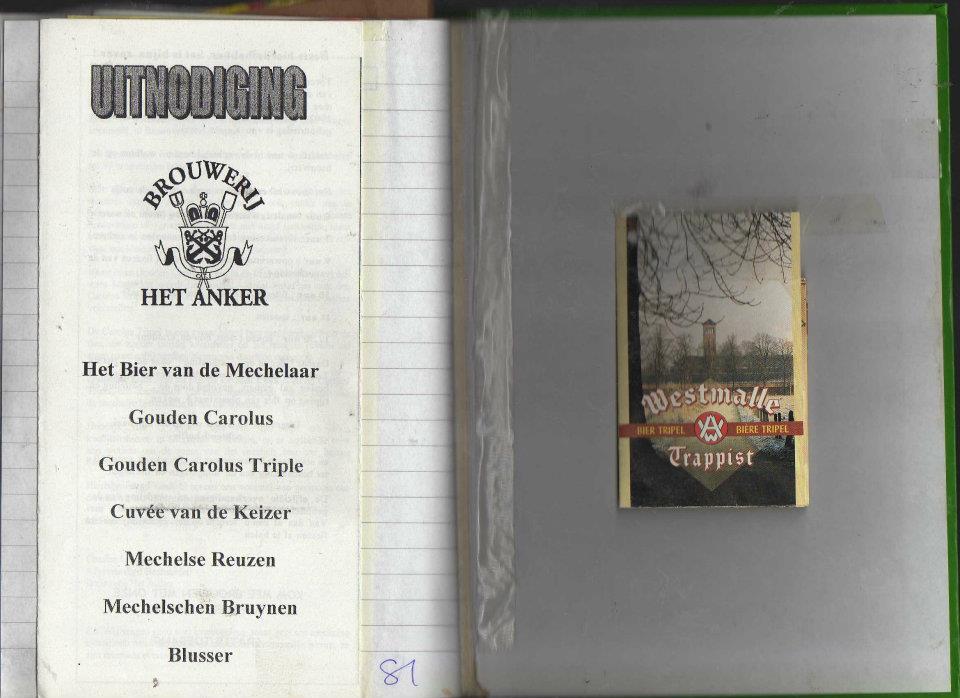 UITNODIGING
BROUWERIJ
HET ANKER
Het Bier van de Mechelaar
Gouden Carolus
Gouden Carolus Triple
Cuvée van de Keizer
Mechelse Reuzen
Mechelschen Bruynen
Blusser
81
Westmalle
BIER TRIPEL BIÈRE TRIPEL
Trappist